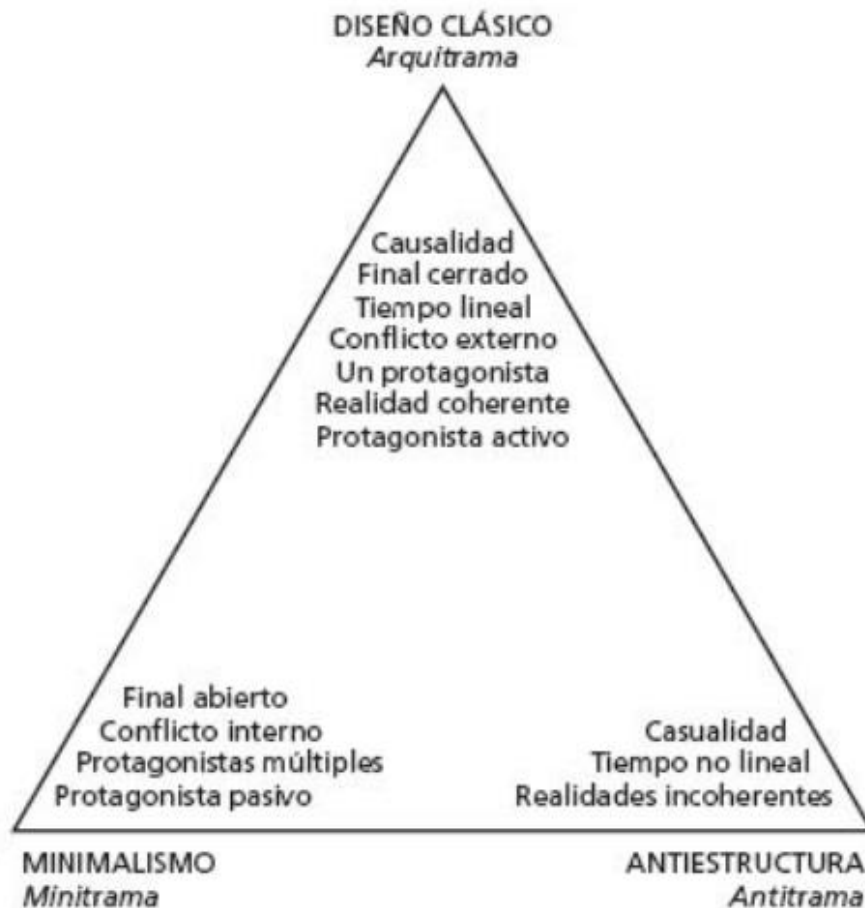 DISEÑO CLÁSICO
Arquitrama
Causalidad
Final cerrado
Tiempo lineal
Conflicto externo
Un protagonista
Realidad coherente
Protagonista activo
Final abierto
Conflicto interno
Protagonistas múltiples
Protagonista pasivo
Casualidad
Tiempo no lineal
Realidades incoherentes
MINIMALISMO
Minitrama
ANTIESTRUCTURA
Antitrama